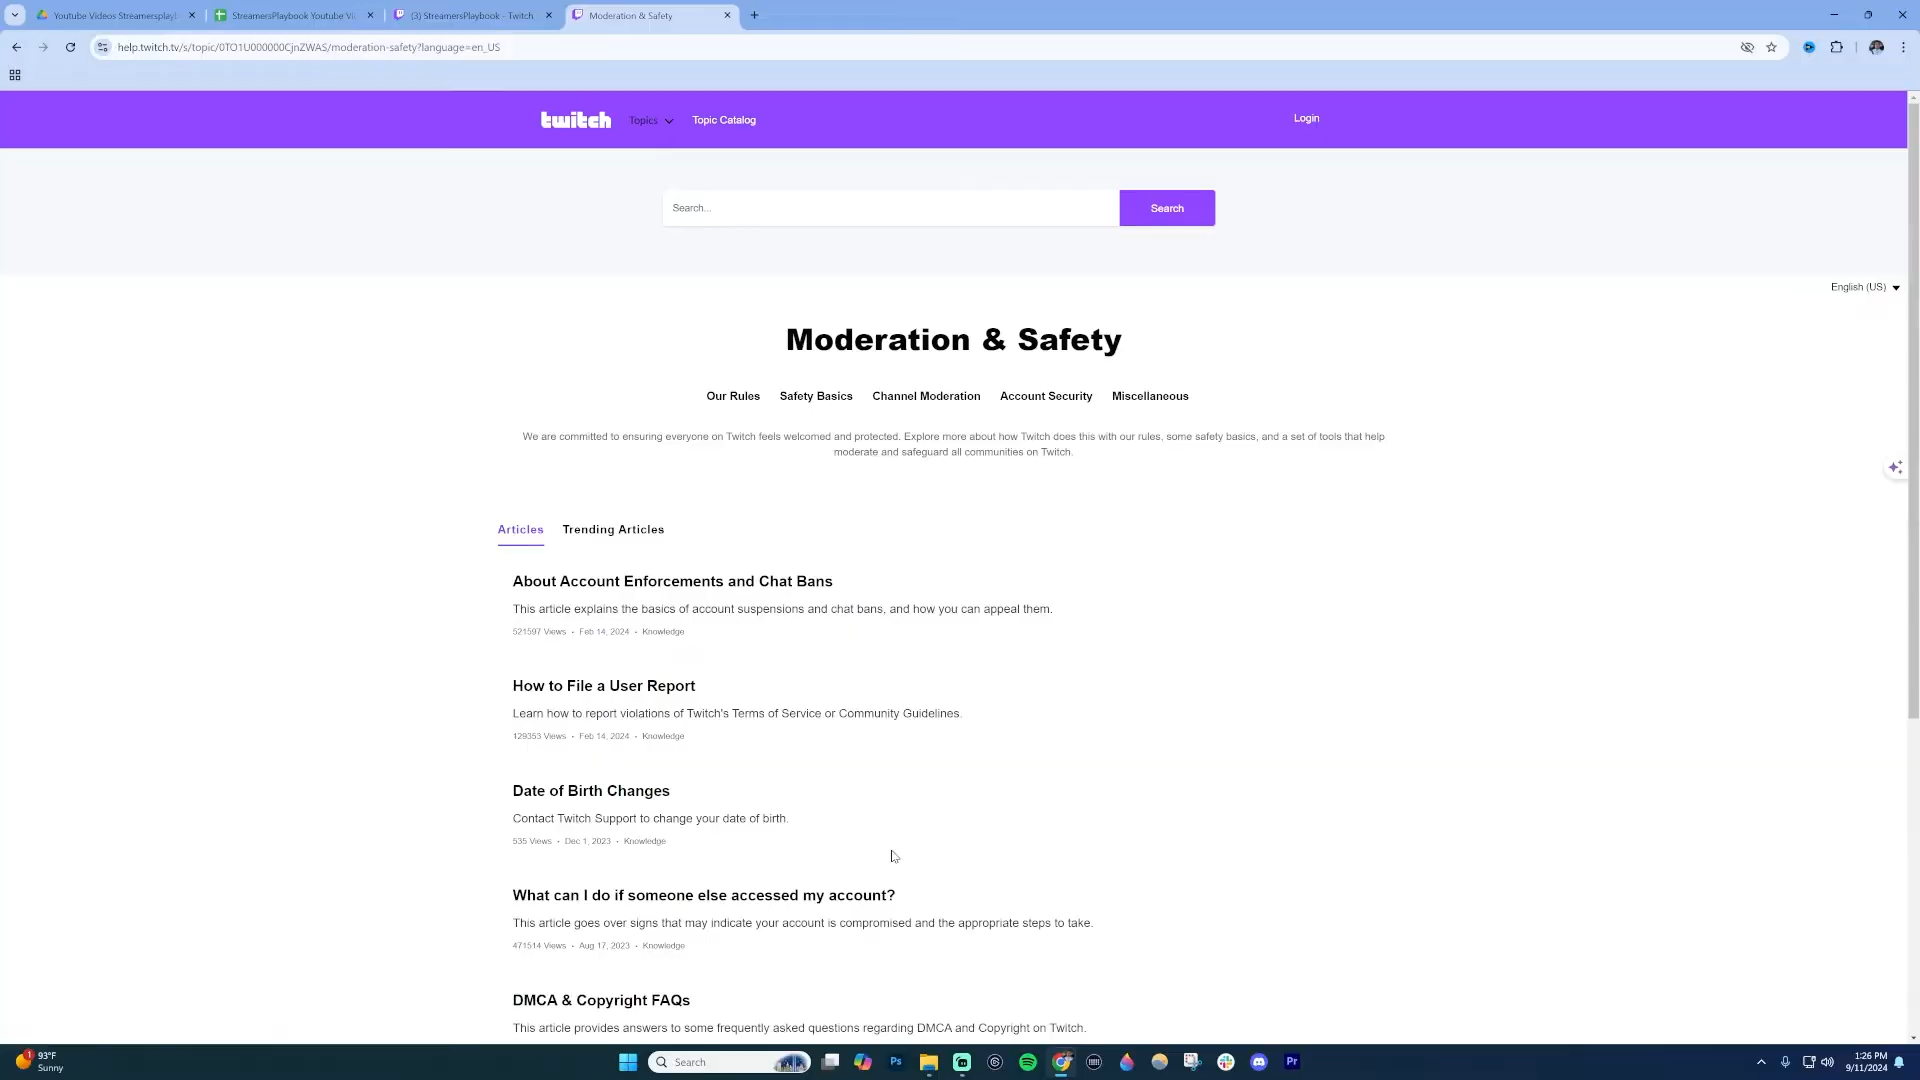 Youtube Videos Streamersplayb
StreamersPlaybook Youtube Vi
(3) StreamersPlaybook - Twitch
Moderation & Safety
help.twitch.tv/s/topic/0TO1U000000CjnZWAS/moderation-safety?language=en_US
twitch
Topics
Topic Catalog
Login
Search...
Search
English (US)
Moderation & Safety
Our Rules
Safety Basics
Channel Moderation
Account Security
Miscellaneous
We are committed to ensuring everyone on Twitch feels welcomed and protected. Explore more about how Twitch does this with our rules, some safety basics, and a set of tools that help
moderate and safeguard all communities on Twitch.
Articles
Trending Articles
About Account Enforcements and Chat Bans
This article explains the basics of account suspensions and chat bans, and how you can appeal them.
521597 Views • Feb 14, 2024 • Knowledge
How to File a User Report
Learn how to report violations of Twitch's Terms of Service or Community Guidelines.
129353 Views • Feb 14, 2024 • Knowledge
Date of Birth Changes
Contact Twitch Support to change your date of birth.
535 Views • Dec 1, 2023 • Knowledge
What can I do if someone else accessed my account?
This article goes over signs that may indicate your account is compromised and the appropriate steps to take.
471514 Views • Aug 17, 2023 • Knowledge
DMCA & Copyright FAQs
This article provides answers to some frequently asked questions regarding DMCA and Copyright on Twitch.
1
93°F
Sunny
Search
Ps
Pr
1:26 PM
9/11/2024